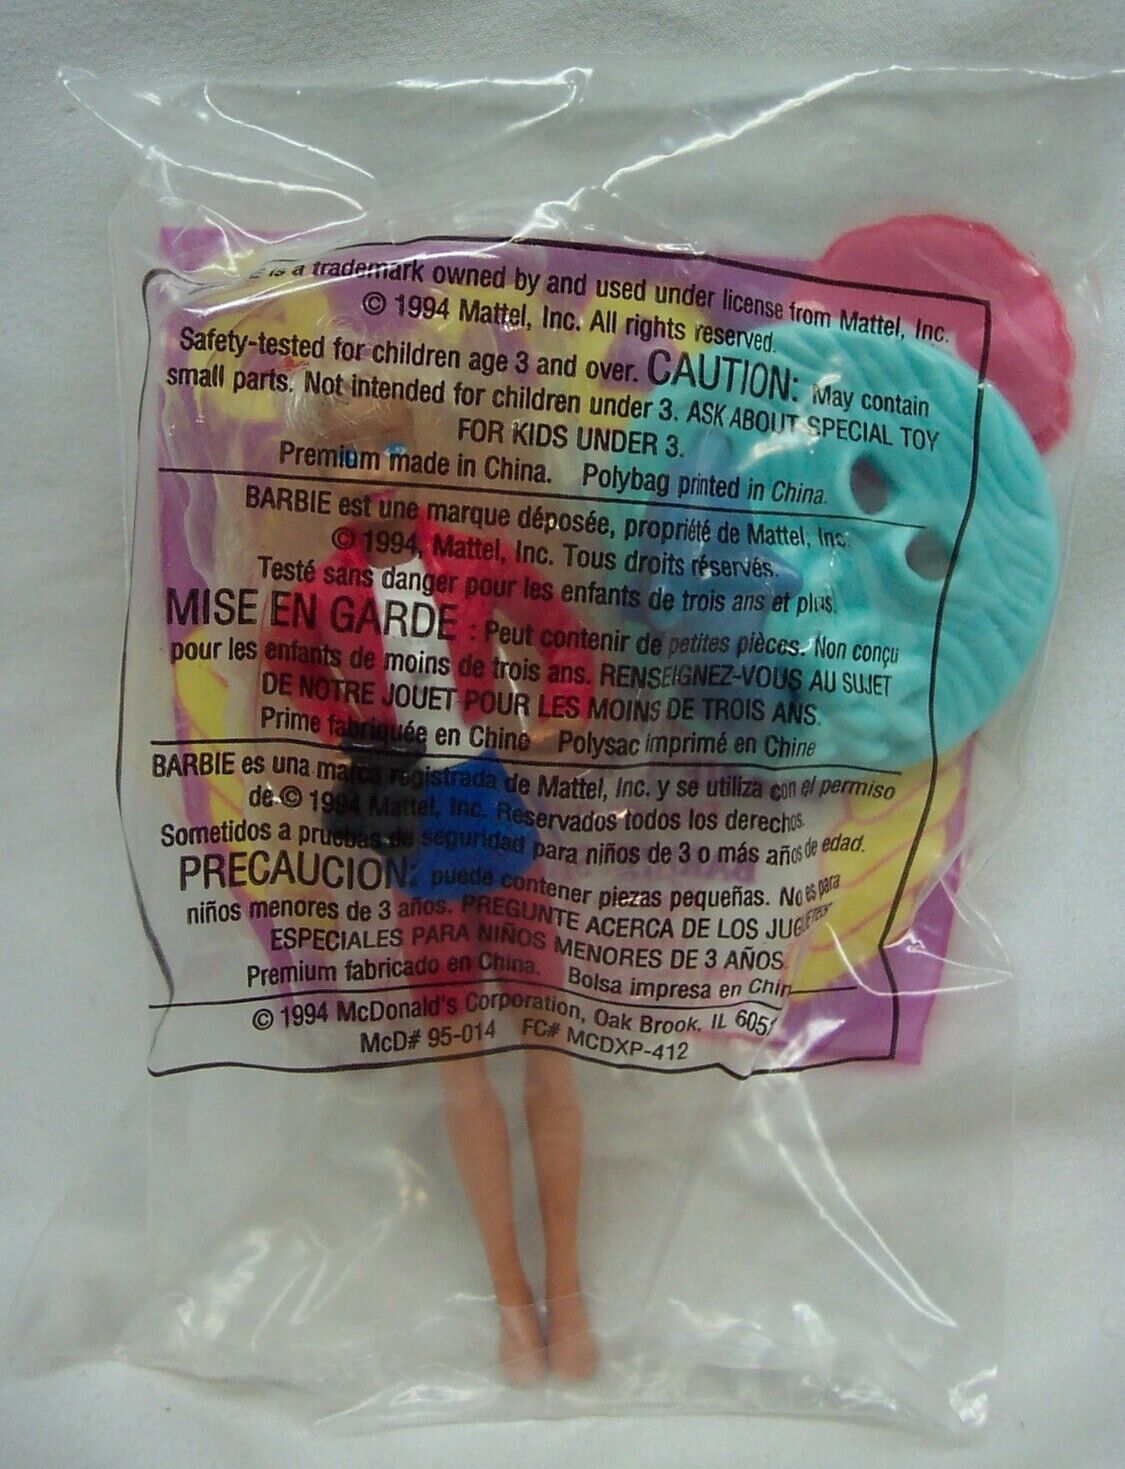 is a trademark owned by and used under license from Mattel, Inc.
© 1994 Mattel, Inc. All rights reserved.
Safety-tested for children age 3 and over. CAUTION: May contain
small parts. Not intended for children under 3. ASK ABOUT SPECIAL TOY
FOR KIDS UNDER 3.
Premium made in China. Polybag printed in China.
BARBIE est une marque déposée, propriété de Mattel, Inc.
© 1994, Mattel, Inc. Tous droits réservés.
Testé sans danger pour les enfants de trois ans et plus.
MISE EN GARDE : Peut contenir de petites pièces. Non conçu
pour les enfants de moins de trois ans. RENSEIGNEZ-VOUS AU SUJET
DE NOTRE JOUET POUR LES MOINS DE TROIS ANS.
Prime fabriquée en Chine Polysac imprimé en Chine
BARBIE es una marca registrada de Mattel, Inc. y se utiliza con el permiso
de © 1994 Mattel, Inc. Reservados todos los derechos.
Sometidos a pruebas de seguridad para niños de 3 o más años de edad.
PRECAUCION: puede contener piezas pequeñas. No es para
niños menores de 3 años. PREGUNTE ACERCA DE LOS JUGUETES
ESPECIALES PARA NIÑOS MENORES DE 3 AÑOS.
Premium fabricado en China. Bolsa impresa en Chin
© 1994 McDonald's Corporation, Oak Brook, IL 6051
McD# 95-014 FC# MCDXP-412